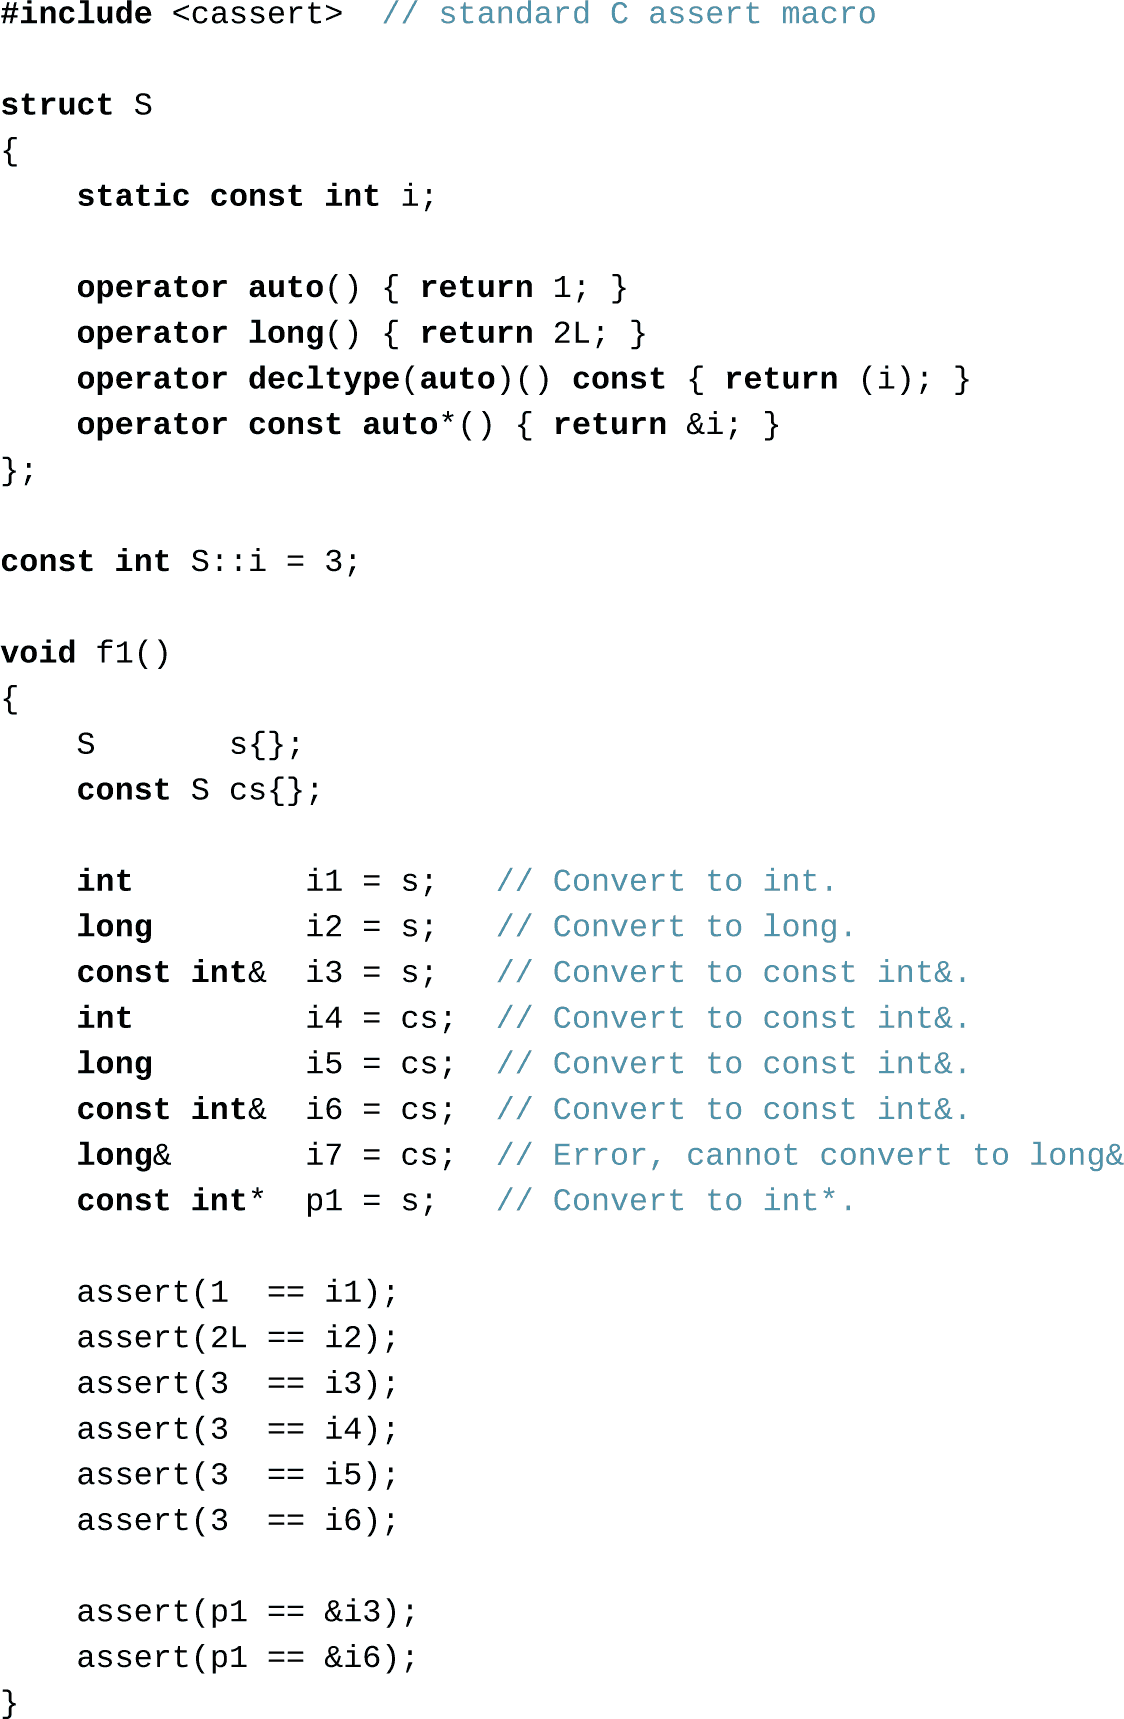 #include <cassert>  // standard C assert macro

struct S
{
    static const int i;

    operator auto() { return 1; }
    operator long() { return 2L; }
    operator decltype(auto)() const { return (i); }
    operator const auto*() { return &i; }
};

const int S::i = 3;

void f1()
{
    S       s{};
    const S cs{};

    int         i1 = s;   // Convert to int.
    long        i2 = s;   // Convert to long.
    const int&  i3 = s;   // Convert to const int&.
    int         i4 = cs;  // Convert to const int&.
    long        i5 = cs;  // Convert to const int&.
    const int&  i6 = cs;  // Convert to const int&.
    long&       i7 = cs;  // Error, cannot convert to long&
    const int*  p1 = s;   // Convert to int*.

    assert(1  == i1);
    assert(2L == i2);
    assert(3  == i3);
    assert(3  == i4);
    assert(3  == i5);
    assert(3  == i6);

    assert(p1 == &i3);
    assert(p1 == &i6);
}